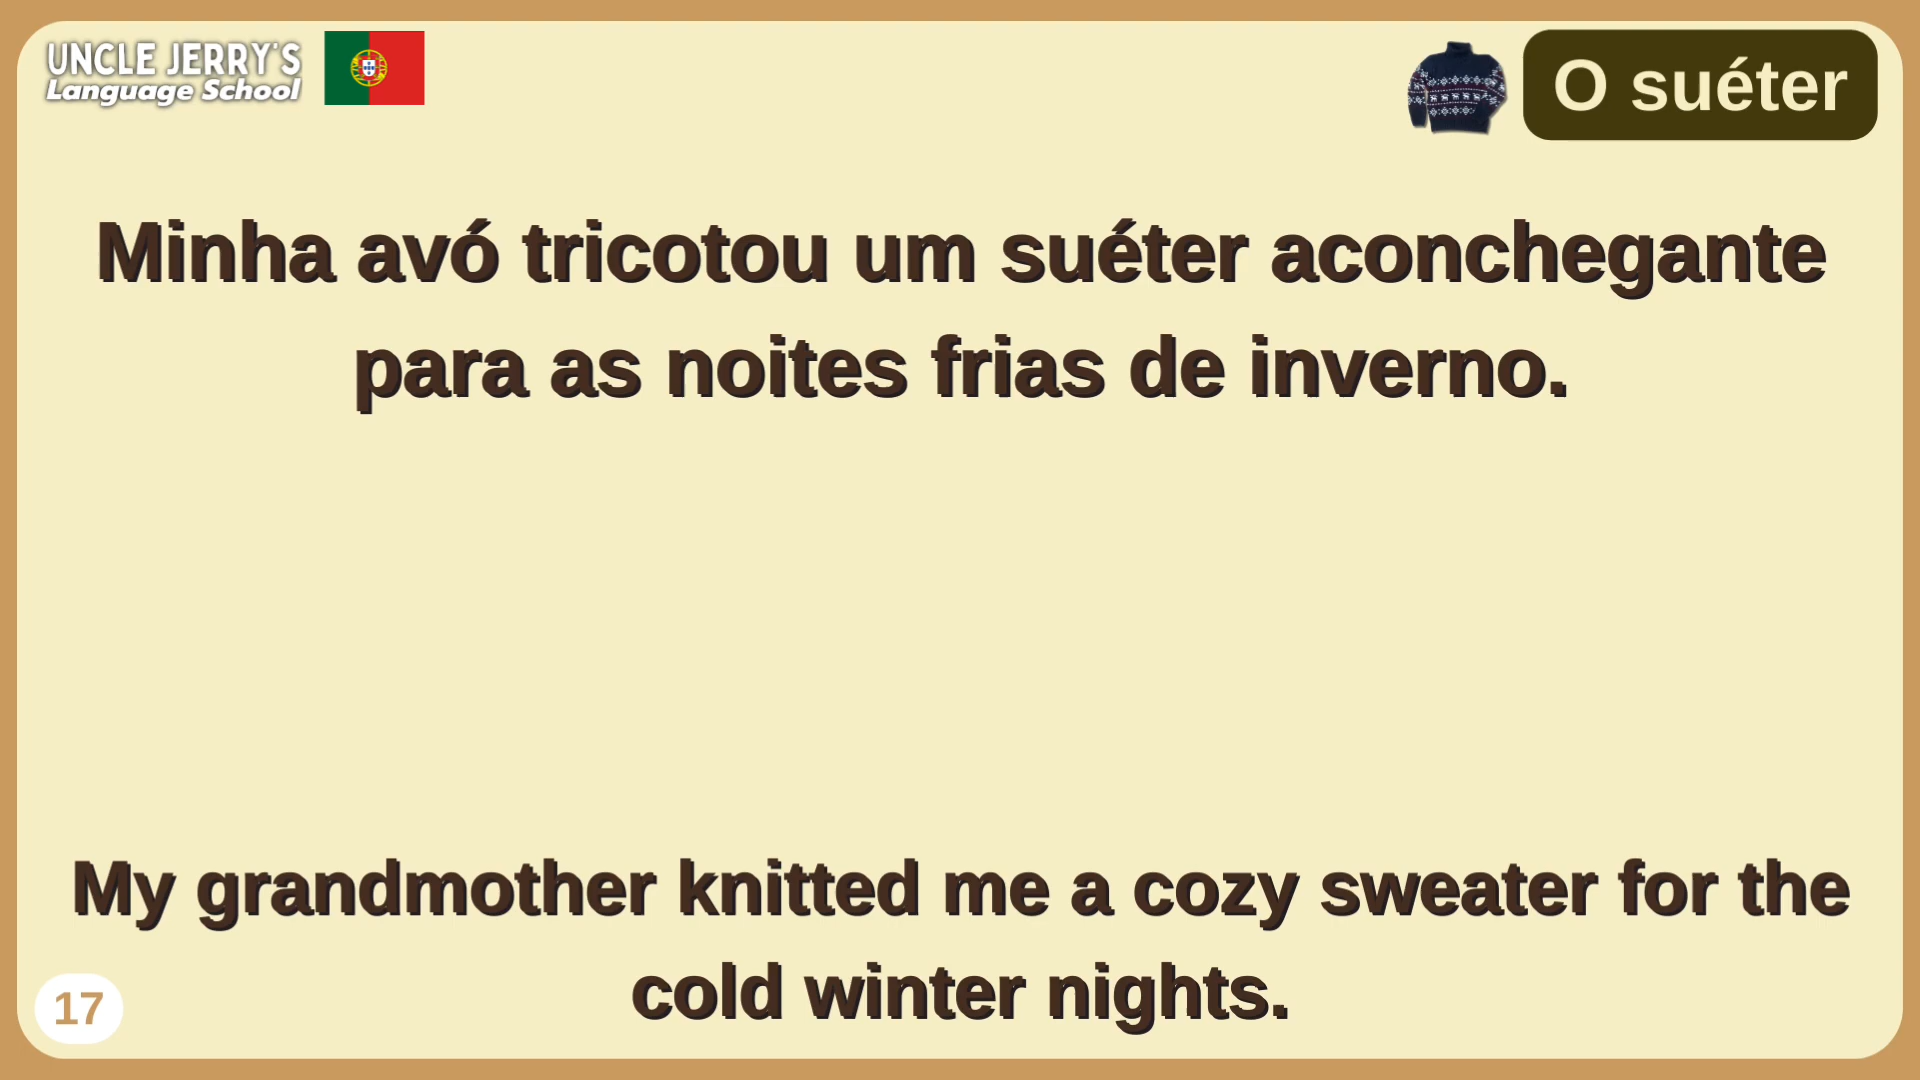 UNCLE JERRY'S
Language School
O suéter
Minha avó tricotou um suéter aconchegante
para as noites frias de inverno.
My grandmother knitted me a cozy sweater for the
cold winter nights.
17